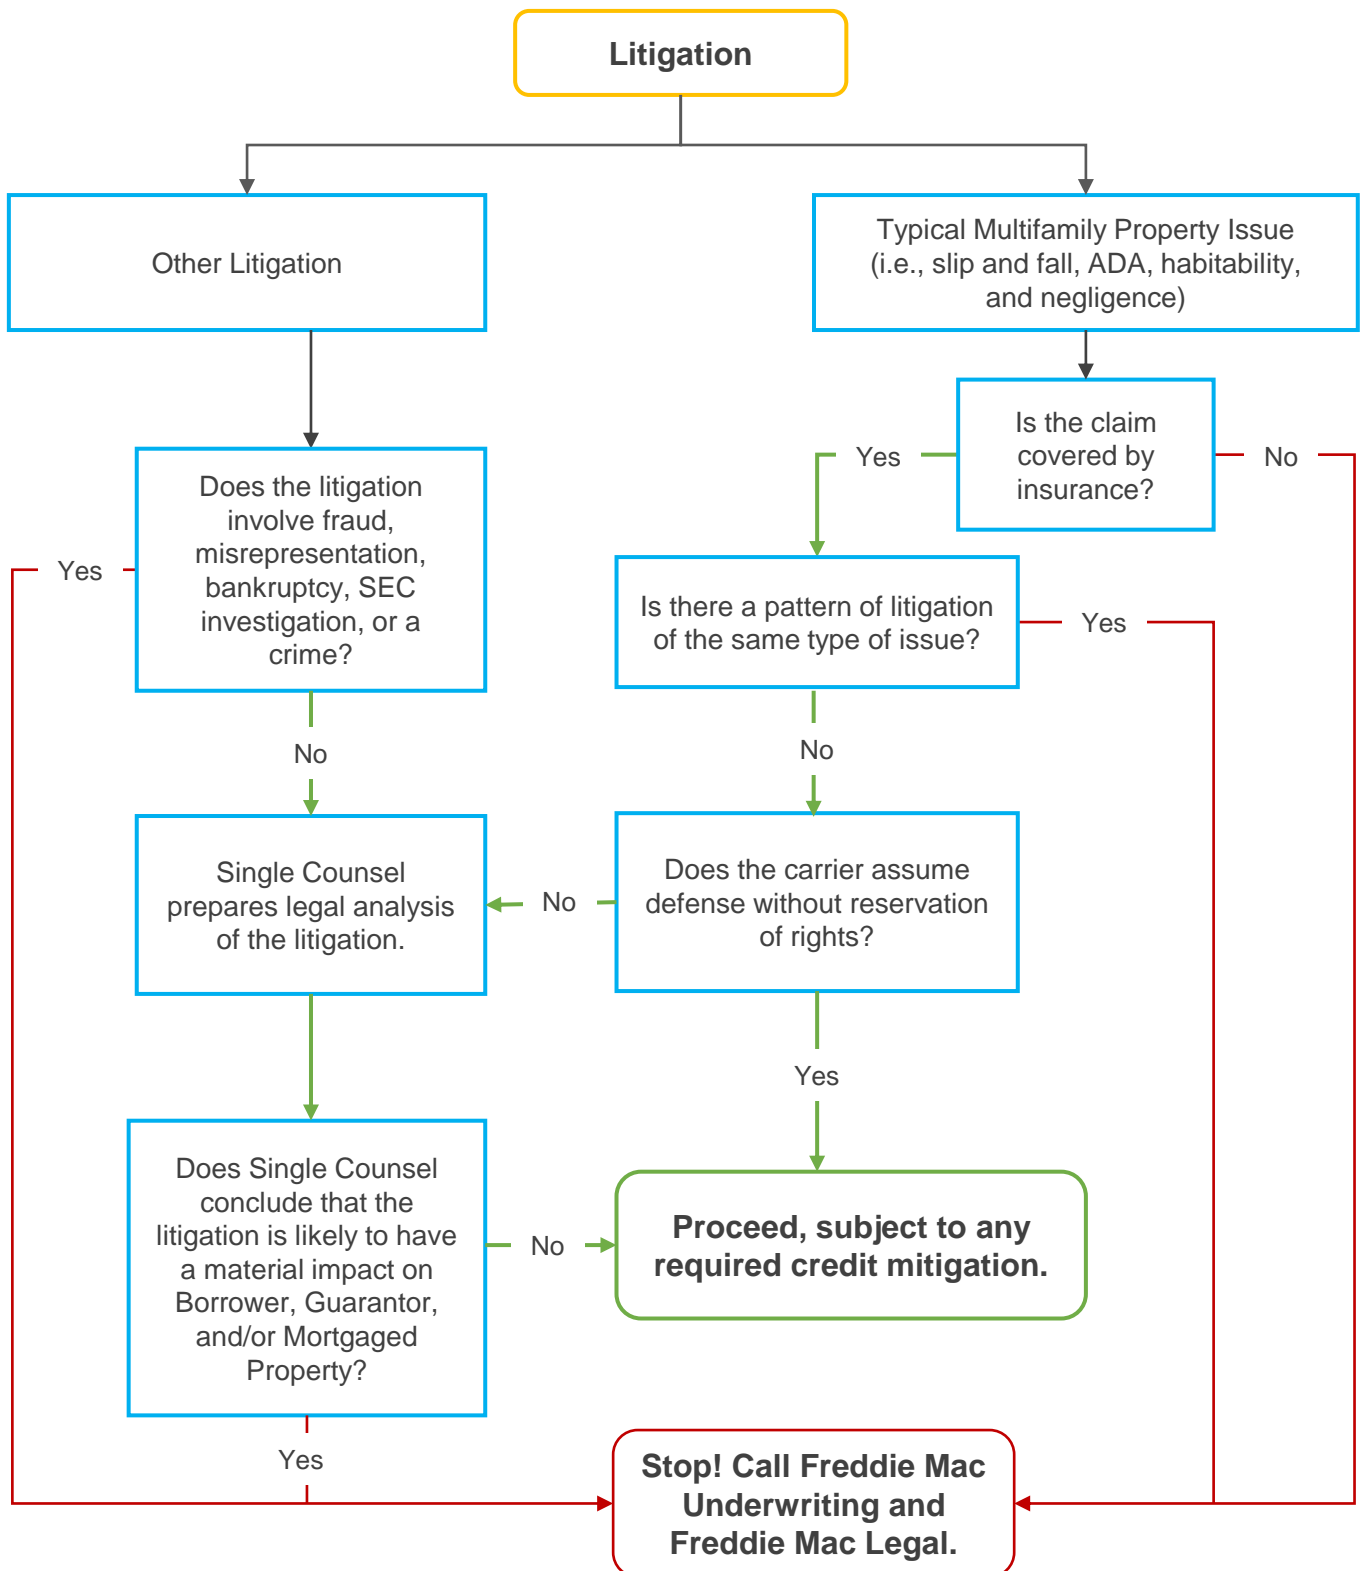 Litigation
Other Litigation
Typical Multifamily Property Issue
(i.e., slip and fall, ADA, habitability,
and negligence)
Is the claim
covered by
insurance?
Yes
No
Does the litigation
involve fraud,
misrepresentation,
bankruptcy, SEC
investigation, or a
crime?
Yes
Is there a pattern of litigation
of the same type of issue?
Yes
No
No
Single Counsel
prepares legal analysis
of the litigation.
No
Does the carrier assume
defense without reservation
of rights?
Yes
Does Single Counsel
conclude that the
litigation is likely to have
a material impact on
Borrower, Guarantor,
and/or Mortgaged
Property?
No
Proceed, subject to any
required credit mitigation.
Yes
Stop! Call Freddie Mac
Underwriting and
Freddie Mac Legal.